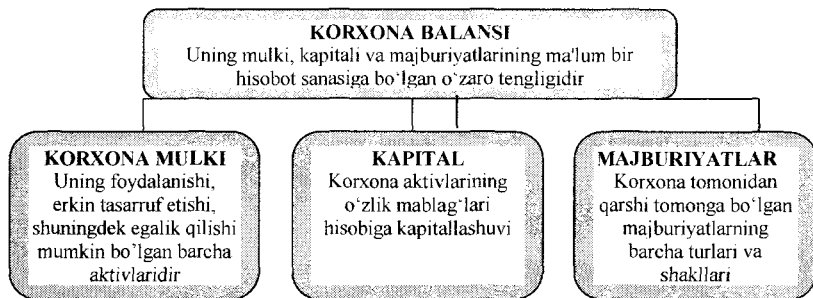 KORXONA BALANSI
Uning mulki, kapitali va majburiyatlarining ma'lum bir
hisobot sanasiga bo‘lgan o‘zaro tengligidir
KORXONA MULKI
Uning foydalanishi,
erkin tasarruf etishi,
shuningdek egalik qilishi
mumkin bo’lgan barcha
aktivlaridir
KAPITAL
Korxona aktivlarining
o‘zlik mablag‘lari
hisobiga kapitallashuvi
MAJBURIYATLAR
Korxona tomonidan
qarshi tomonga bo‘lgan
majburiyatlarning
barcha turlari va
shakllari